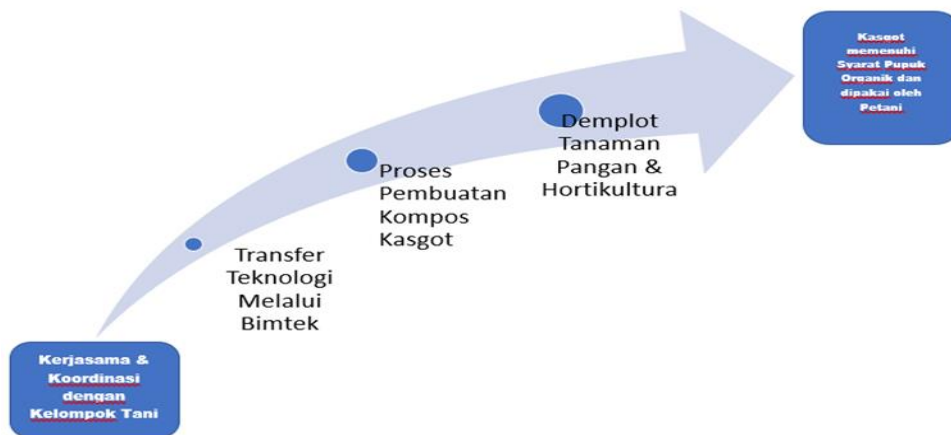 Kasgot
memenuhi
Syarat Pupuk
Organik dan
dipakai oleh
Petani
Demplot
Tanaman
Pangan &
Hortikultura
Proses
Pembuatan
Kompos
Kasgot
Transfer
Teknologi
Melalui
Bimtek
Kerjasama &
Koordinasi
dengan
Kelompok Tani